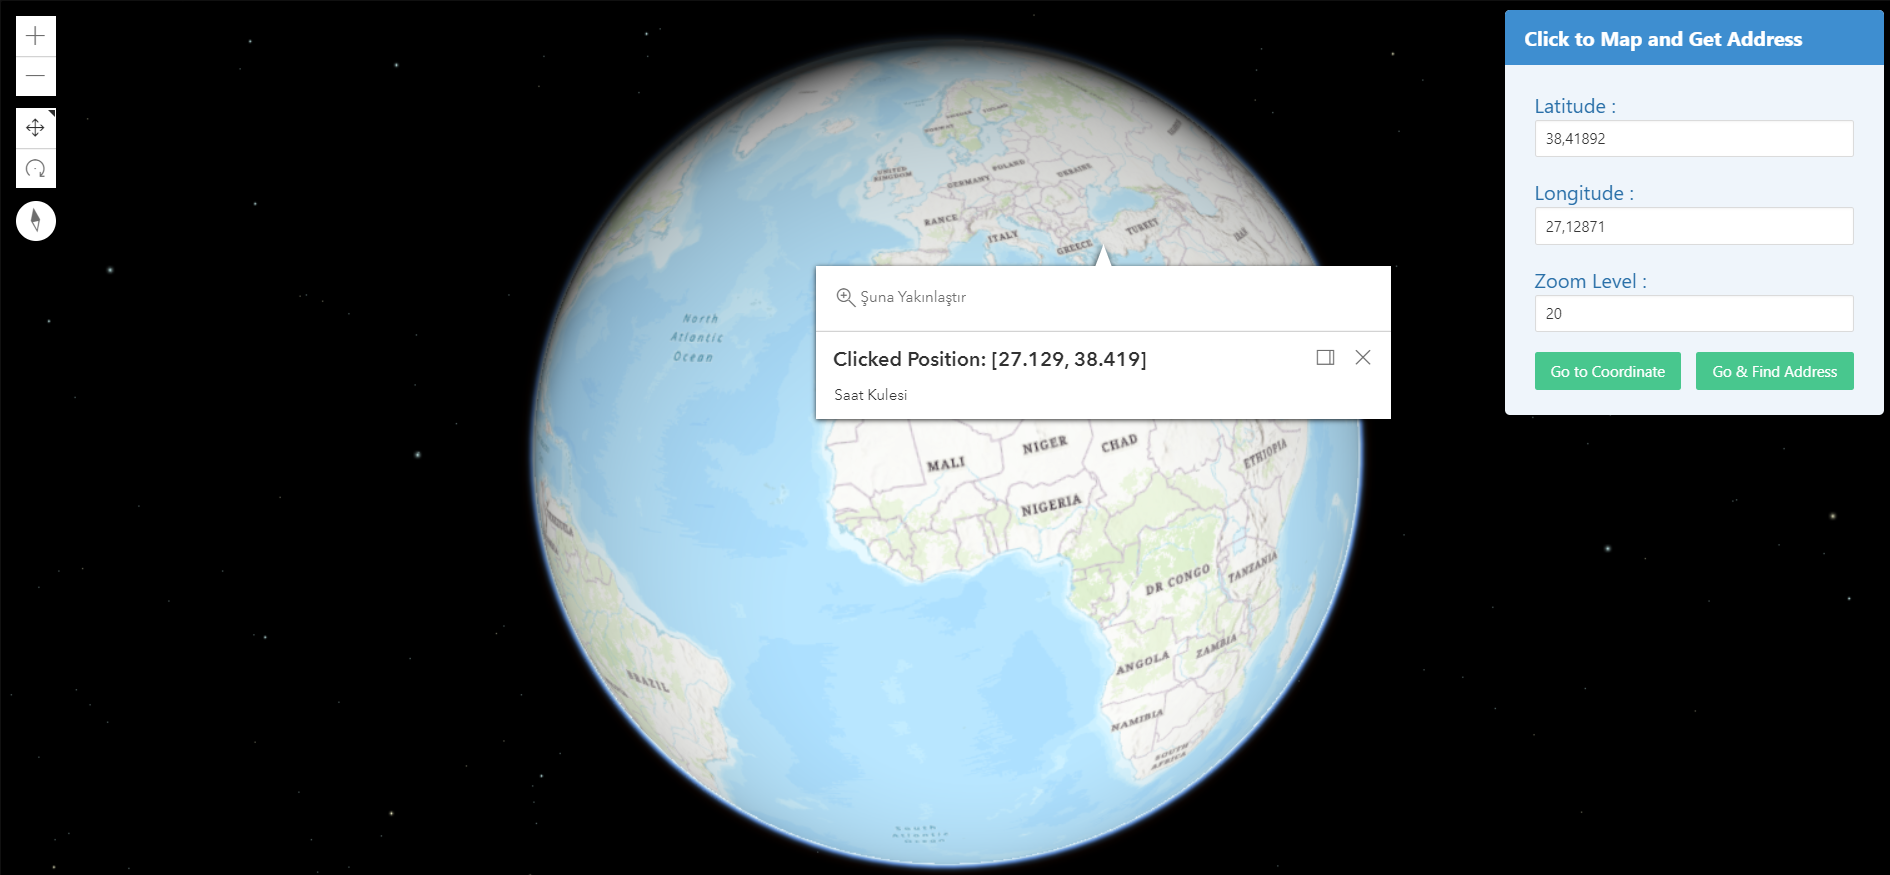 Click to Map and Get Address
Latitude :
38,41892
Longitude :
27,12871
Zoom Level :
20
Go to Coordinate
Go & Find Address
Şuna Yakınlaştır
Clicked Position: [27.129, 38.419]
Saat Kulesi
NORWAY
UNITED
KINGDOM
POLAND
GERMANY
UKRAINE
RANCE
ITALY
GREECE
TURKEY
North
Atlantic
Ocean
MALI
NIGER
CHAD
ETHIOPIA
NIGERIA
DR CONGO
TANZANIA
ANGOLA
ZAMBIA
NAMIBIA
SOUTH
AFRICA
BRAZIL
South
Atlantic
Ocean